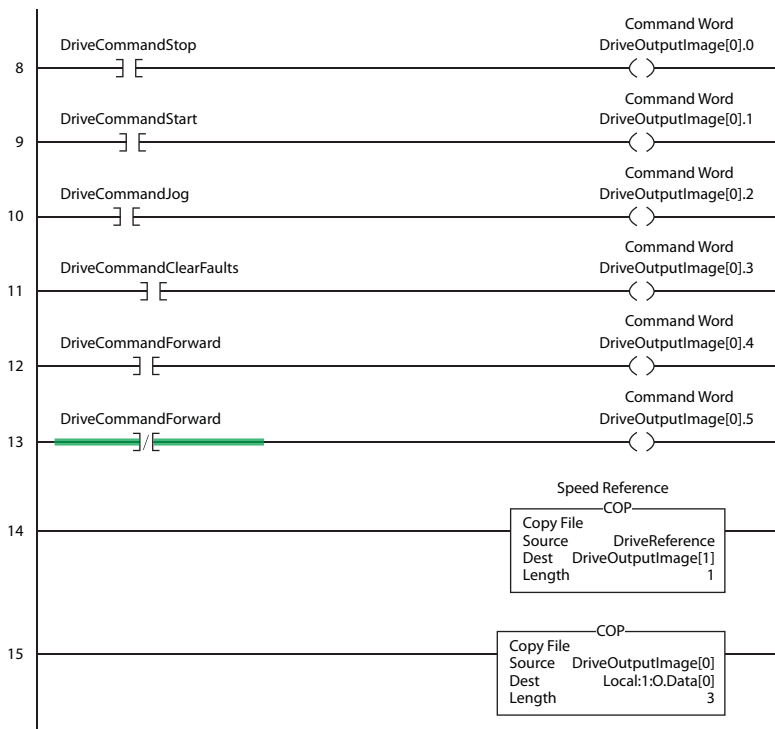 Command Word
DriveCommandStop DriveOutputImage[0].0
8
Command Word
DriveCommandStart DriveOutputImage[0].1
9
Command Word
DriveCommandJog DriveOutputImage[0].2
10
Command Word
DriveCommandClearFaults DriveOutputImage[0].3
11
Command Word
DriveCommandForward DriveOutputImage[0].4
12
Command Word
DriveCommandForward DriveOutputImage[0].5
13
Speed Reference
COP
14
Copy File
Source DriveReference
Dest DriveOutputImage[1]
Length 1
COP
15
Copy File
Source DriveOutputImage[0]
Dest Local:1:O.Data[0]
Length 3